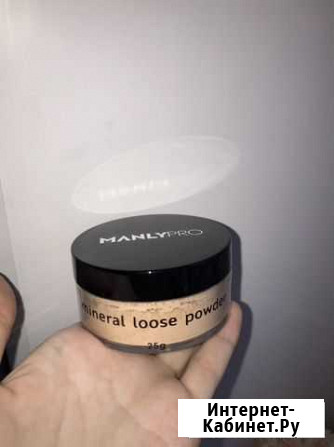 MANLYPRO
mineral loose powder
25g
Интернет-
Кабинет.Ру